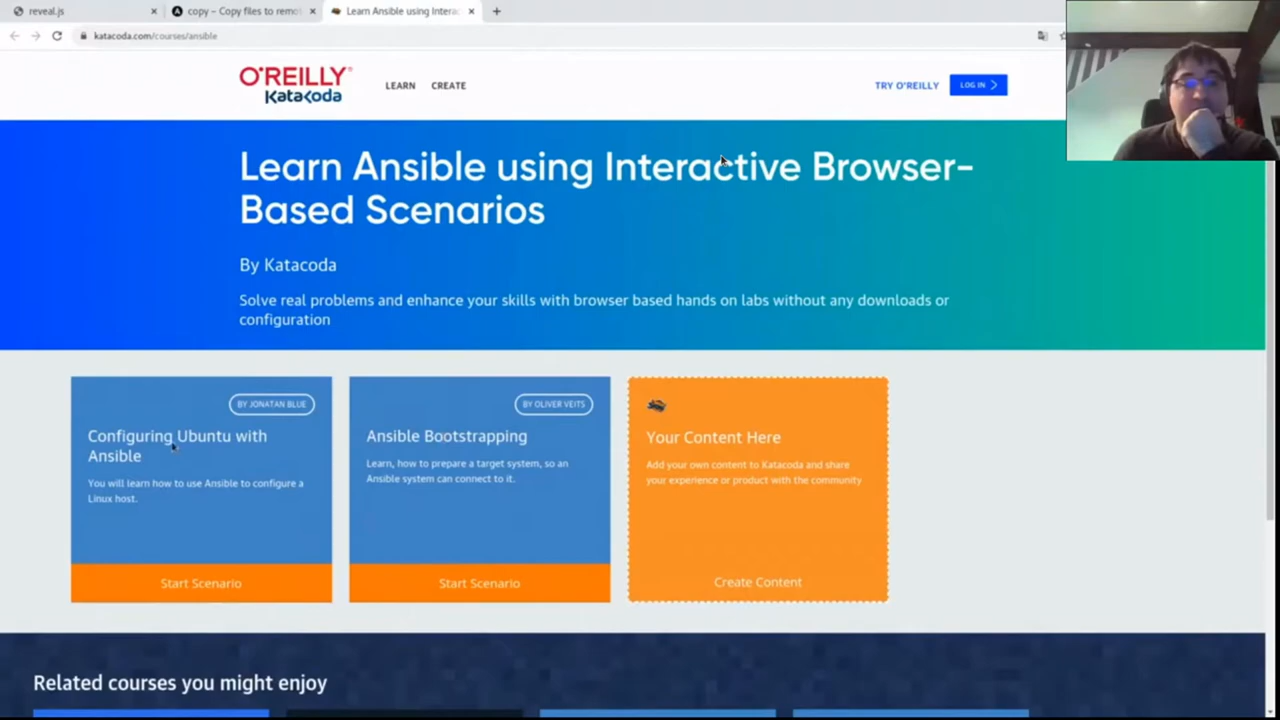 reveal.js
copy – Copy files to remo
Learn Ansible using Interac
katacoda.com/courses/ansible
O'REILLY
Katacoda
LEARN
CREATE
TRY O'REILLY
LOG IN
Learn Ansible using Interactive Browser-
Based Scenarios
By Katacoda
Solve real problems and enhance your skills with browser based hands on labs without any downloads or
configuration
BY JONATAN BLUE
Configuring Ubuntu with
Ansible
You will learn how to use Ansible to configure a
Linux host.
Start Scenario
BY OLIVER VEITS
Ansible Bootstrapping
Learn, how to prepare a target system, so an
Ansible system can connect to it.
Start Scenario
Your Content Here
Add your own content to Katacoda and share
your experience or product with the community
Create Content
Related courses you might enjoy